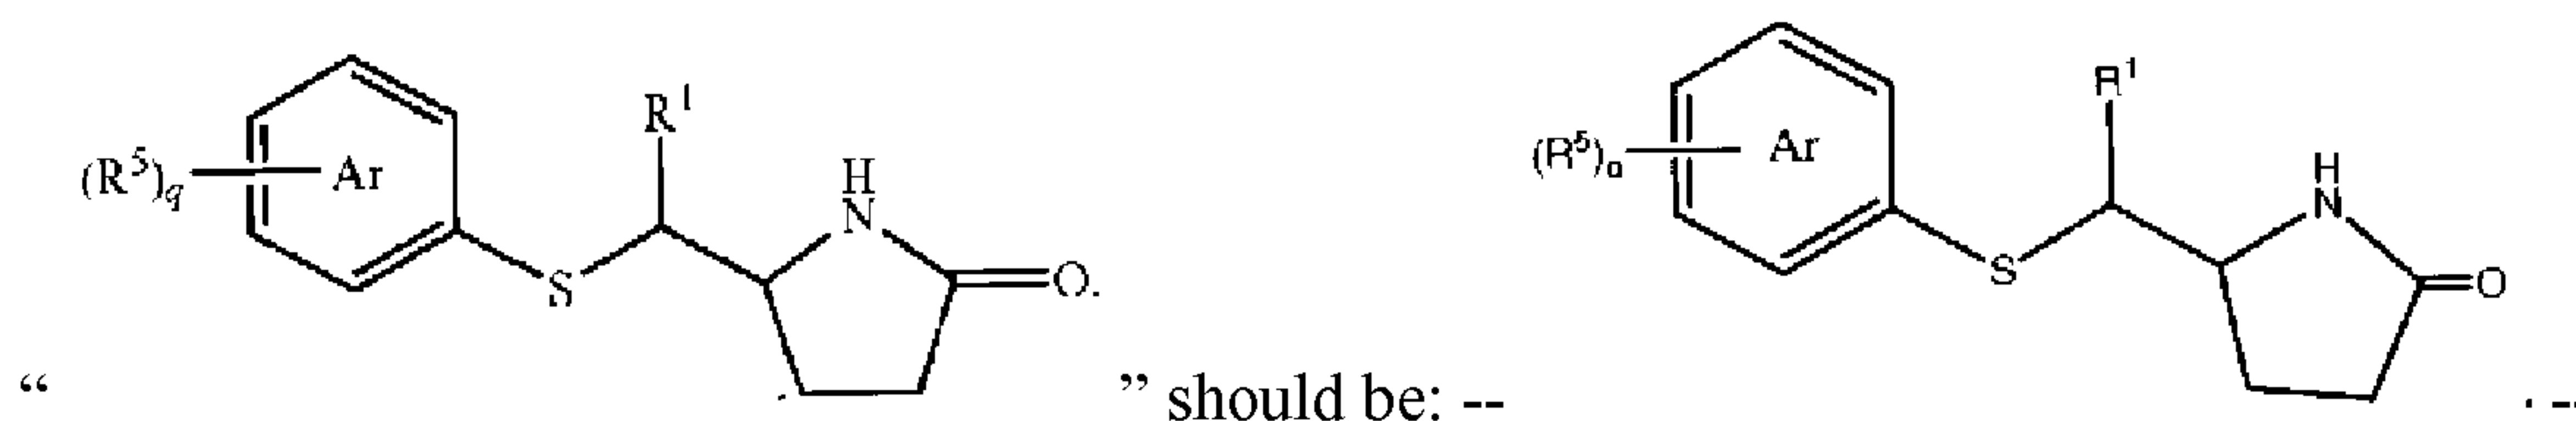 R¹
(R⁵)q
Ar
H
N
S
O.
R¹
(R⁵)q
Ar
H
N
S
O
“ ” should be: -- . --